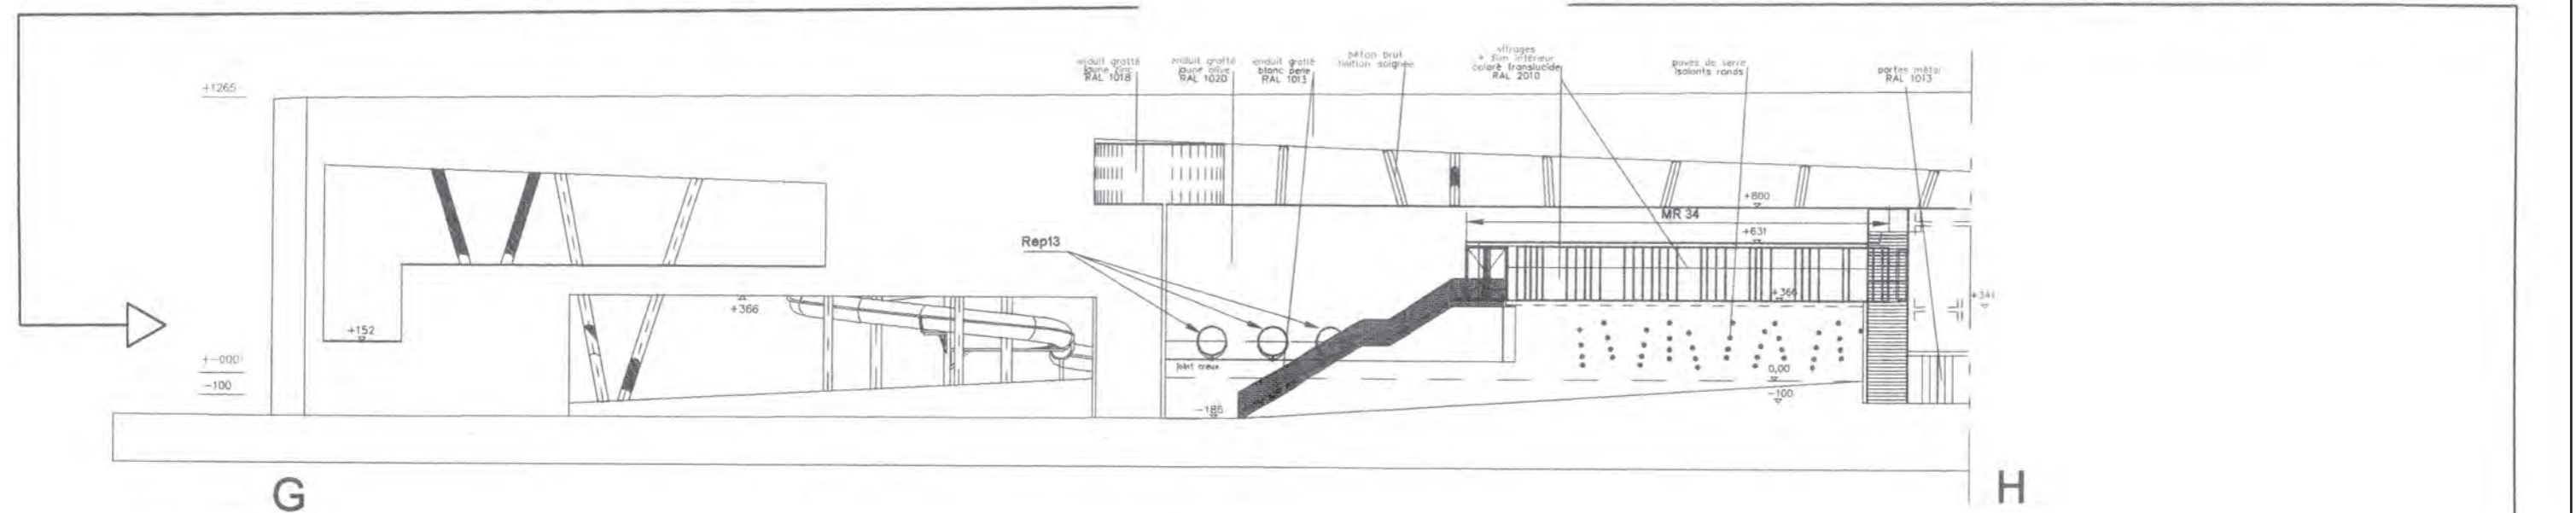 enduit gratté
jaune zinc
RAL 1018
enduit gratté
jaune olive
RAL 1020
enduit gratté
blanc perle
RAL 1013
béton brut
finition soignée
vitrages
+ film intérieur
coloré translucide
RAL 2010
pavés de verre
isolants ronds
portes métal
RAL 1013
+1265
+800
MR 34
+631
Rep13
+366
+366
+341
+152
joint creux
+-000
0,00
-100
-100
-186
G
H